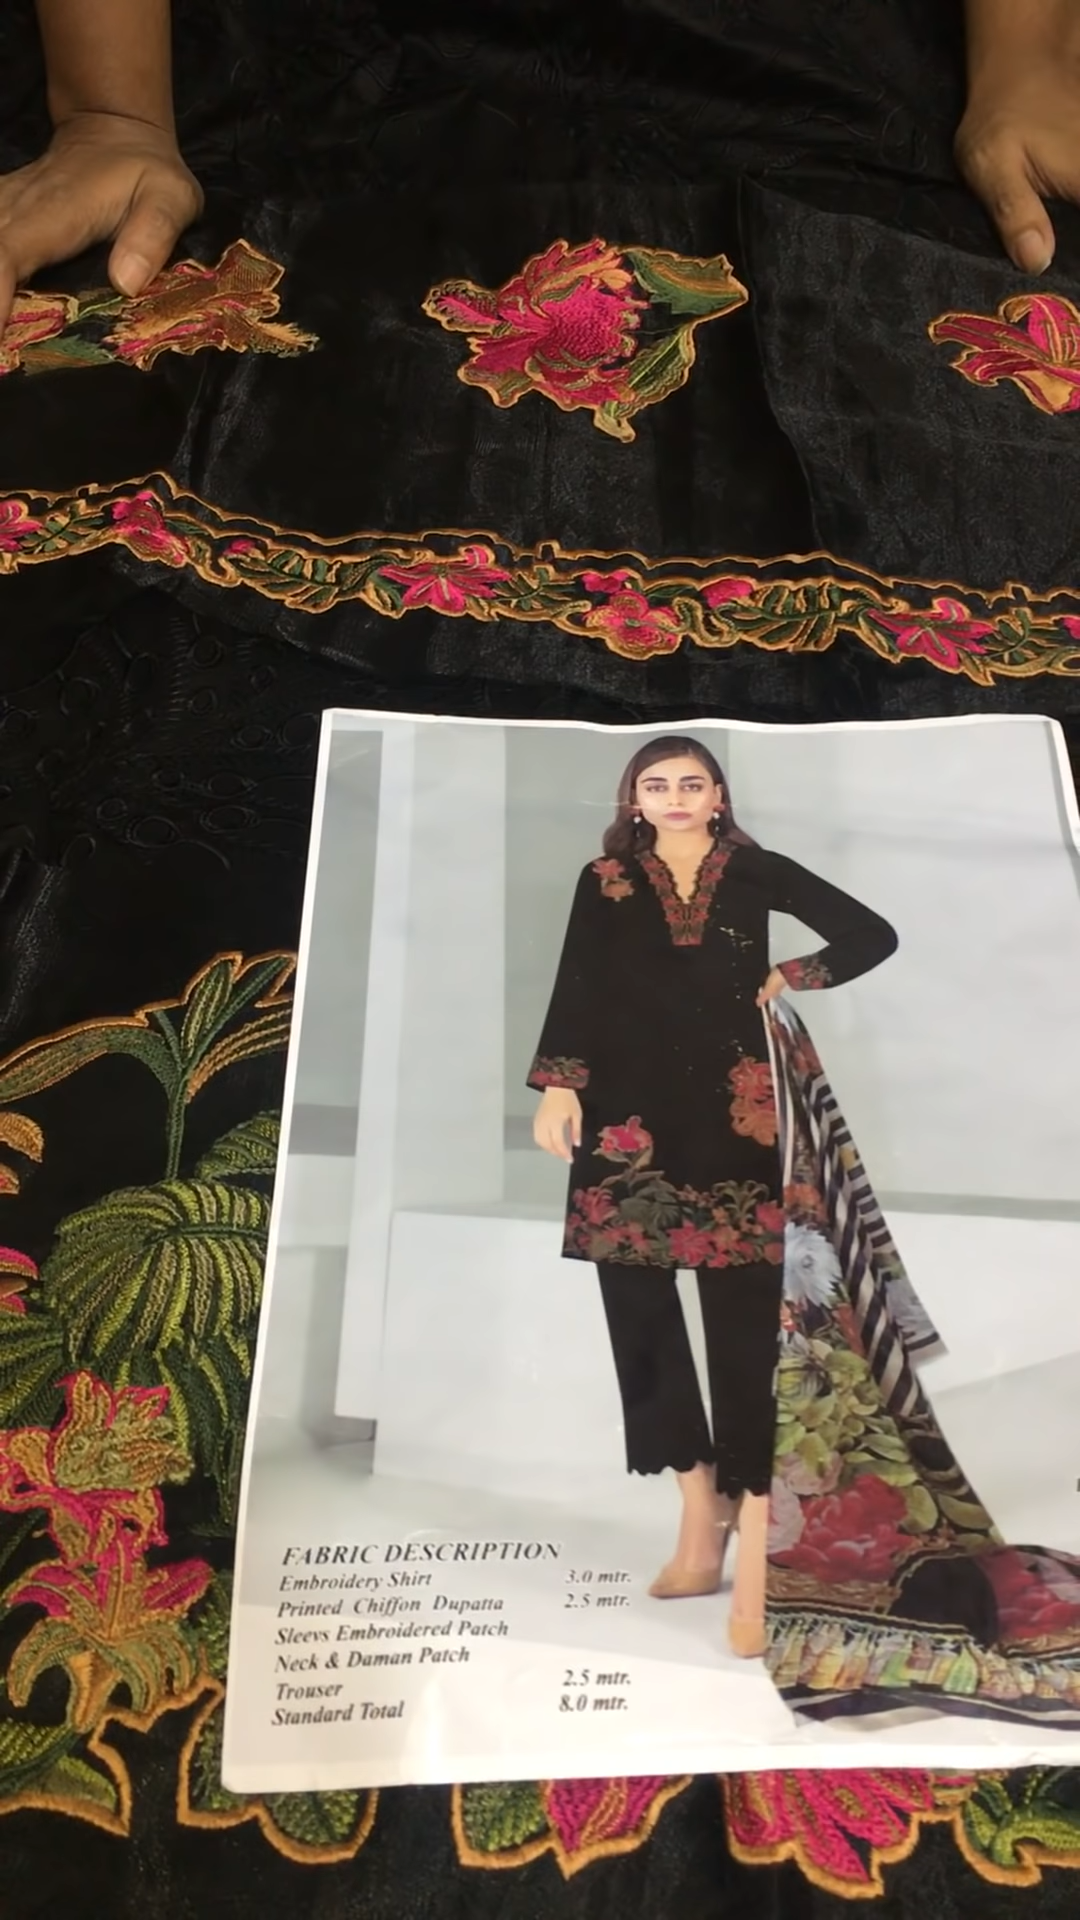 FABRIC DESCRIPTION
Embroidery Shirt 3.0 mtr.
Printed Chiffon Dupatta 2.5 mtr.
Sleevs Embroidered Patch
Neck & Daman Patch
Trouser 2.5 mtr.
Standard Total 8.0 mtr.